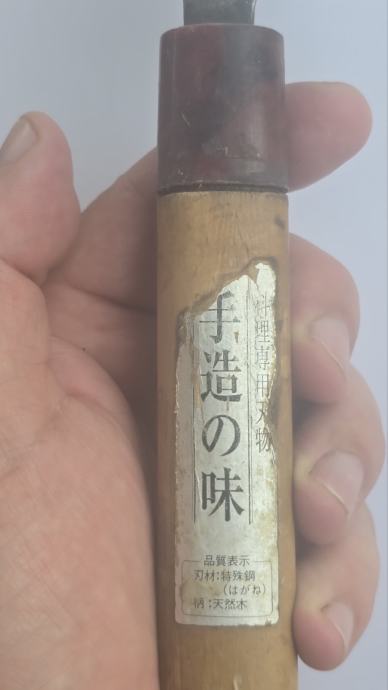 料理専用刃物
手造の味
品質表示
刃材:特殊鋼
(はがね)
柄:天然木